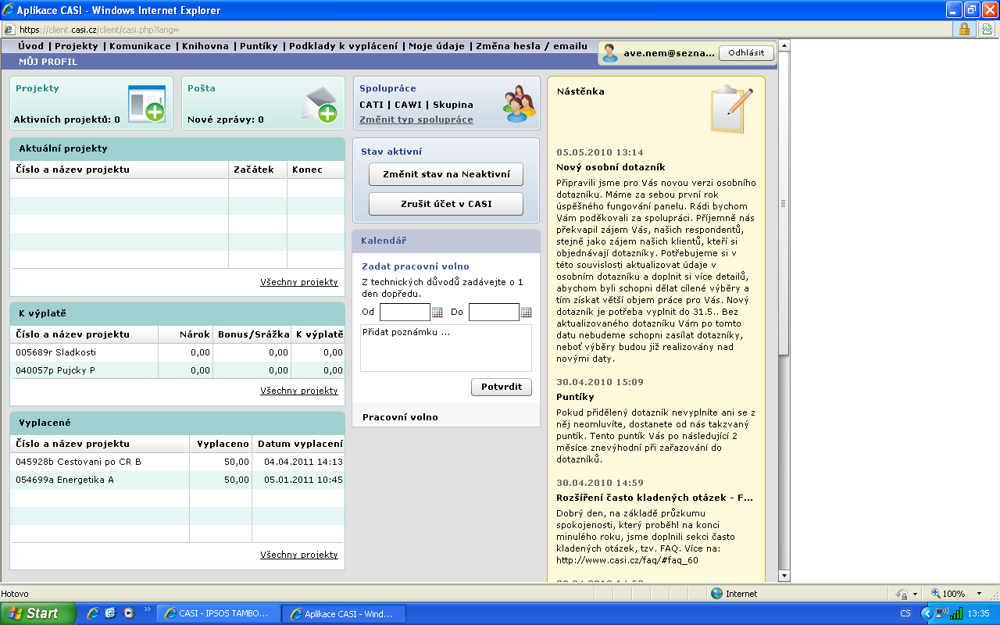 Aplikace CASI - Windows Internet Explorer
https://client.casi.cz/client/casi.php?lang=
Úvod | Projekty | Komunikace | Knihovna | Puntíky | Podklady k vyplácení | Moje údaje | Změna hesla / emailu
ave.nem@sezna...
Odhlásit
MŮJ PROFIL
Projekty
Aktivních projektů: 0
Pošta
Nové zprávy: 0
Spolupráce
CATI | CAWI | Skupina
Změnit typ spolupráce
Aktuální projekty
Číslo a název projektu Začátek Konec
Všechny projekty
K výplatě
Číslo a název projektu Nárok Bonus/Srážka K výplatě
005689r Sladkosti 0,00 0,00 0,00
040057p Pujcky P 0,00 0,00 0,00
Všechny projekty
Vyplacené
Číslo a název projektu Vyplaceno Datum vyplacení
045928b Cestovani po CR B 50,00 04.04.2011 14:13
054699a Energetika A 50,00 05.01.2011 10:45
Všechny projekty
Stav aktivní
Změnit stav na Neaktivní
Zrušit účet v CASI
Kalendář
Zadat pracovní volno
Z technických důvodů zadávejte o 1
den dopředu.
Od Do
Přidat poznámku ...
Potvrdit
Pracovní volno
Nástěnka
05.05.2010 13:14
Nový osobní dotazník
Připravili jsme pro Vás novou verzi osobního
dotazníku. Máme za sebou první rok
úspěšného fungování panelu. Rádi bychom
Vám poděkovali za spolupráci. Příjemně nás
překvapil zájem Vás, našich respondentů,
stejně jako zájem našich klientů, kteří si
objednávají dotazníky. Potřebujeme si v
této souvislosti aktualizovat údaje v
osobním dotazníku a doplnit si více detailů,
abychom byli schopni dělat cílené výběry a
tím získat větší objem práce pro Vás. Nový
dotazník je potřeba vyplnit do 31.5.. Bez
aktualizovaného dotazníku Vám po tomto
datu nebudeme schopni zasílat dotazníky,
neboť výběry budou již realizovány nad
novými daty.
30.04.2010 15:09
Puntíky
Pokud přidělený dotazník nevyplníte ani se z
něj neomluvíte, dostanete od nás takzvaný
puntík. Tento puntík Vás po následující 2
měsíce znevýhodní při zařazování do
dotazníků.
30.04.2010 14:59
Rozšíření často kladených otázek - F...
Dobrý den, na základě průzkumu
spokojenosti, který proběhl na konci
minulého roku, jsme doplnili sekci často
kladených otázek, tzv. FAQ. Více na:
http://www.casi.cz/faq/#faq_60
Hotovo
Internet
100%
Start
CASI - IPSOS TAMBO...
Aplikace CASI - Wind...
CS
13:35